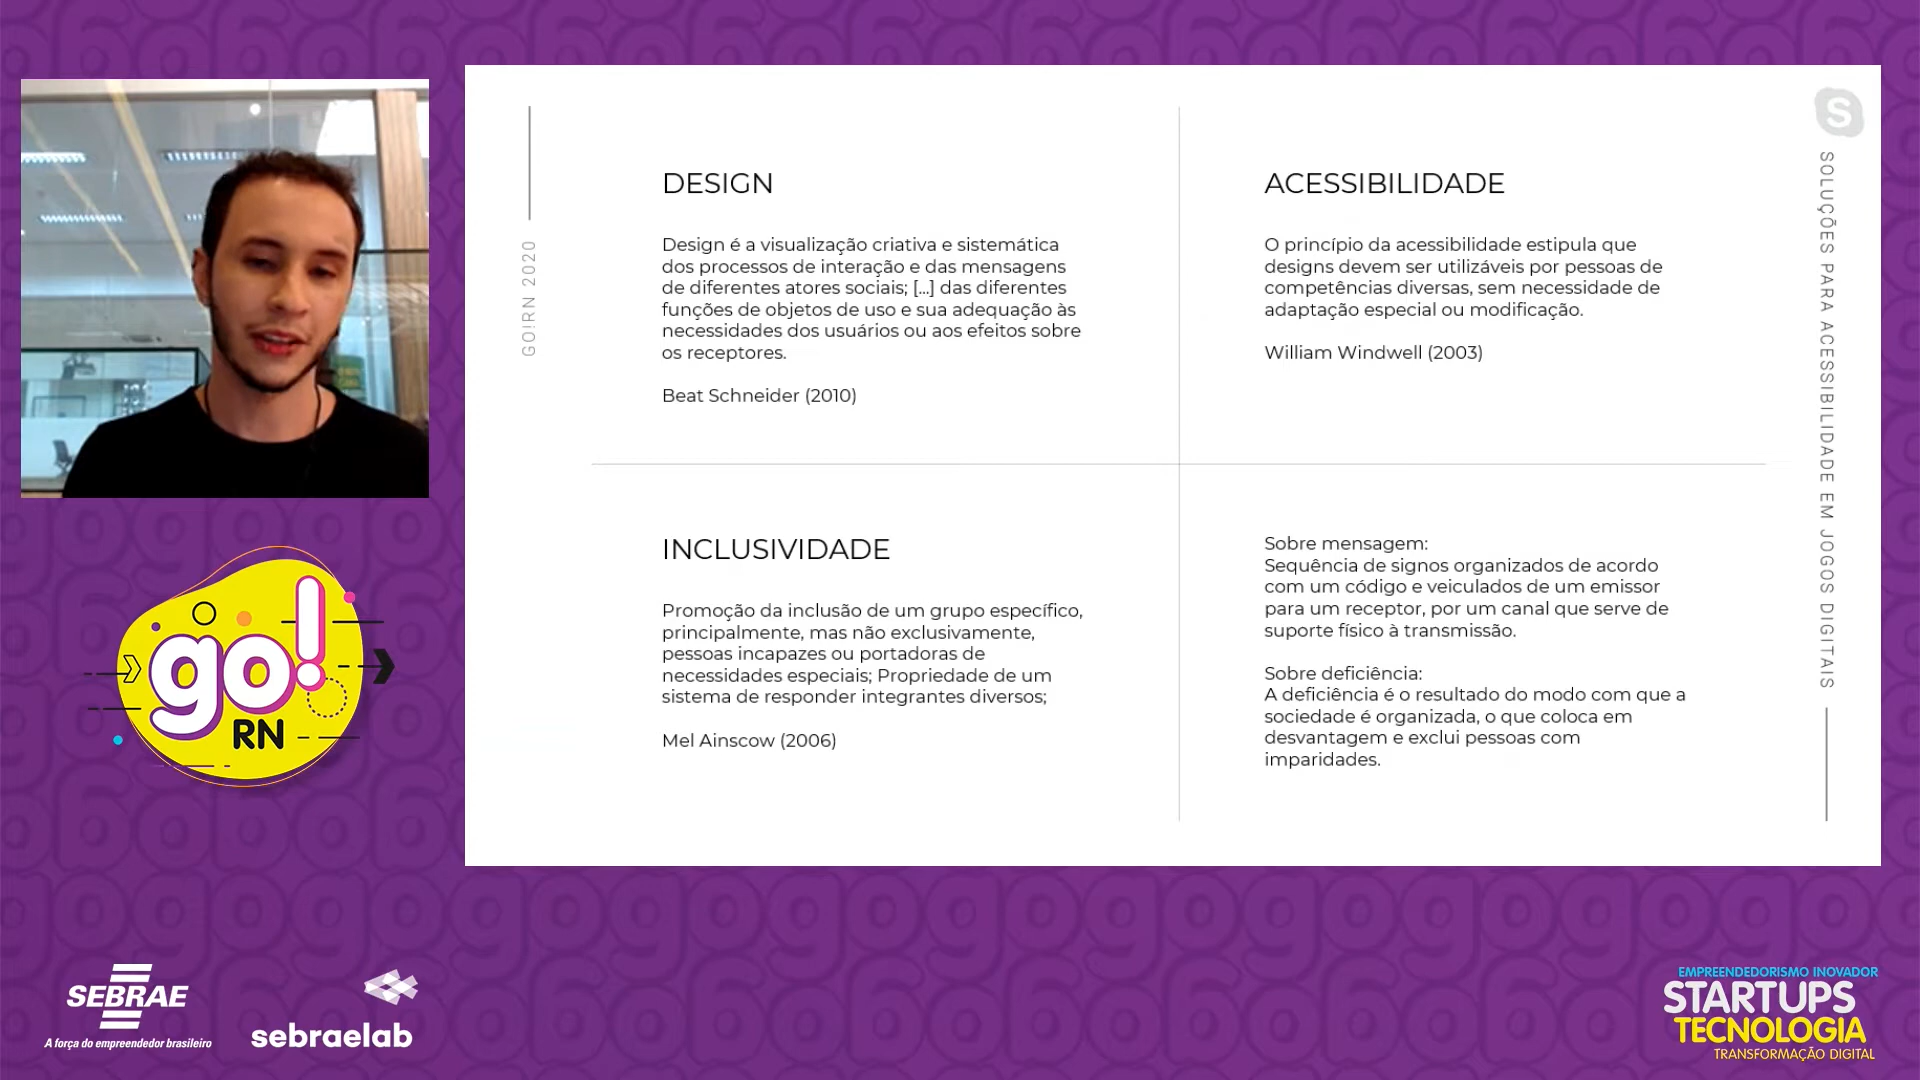 GO!RN 2020
DESIGN
Design é a visualização criativa e sistemática
dos processos de interação e das mensagens
de diferentes atores sociais; [...] das diferentes
funções de objetos de uso e sua adequação às
necessidades dos usuários ou aos efeitos sobre
os receptores.
Beat Schneider (2010)
ACESSIBILIDADE
O princípio da acessibilidade estipula que
designs devem ser utilizáveis por pessoas de
competências diversas, sem necessidade de
adaptação especial ou modificação.
William Windwell (2003)
INCLUSIVIDADE
Promoção da inclusão de um grupo específico,
principalmente, mas não exclusivamente,
pessoas incapazes ou portadoras de
necessidades especiais; Propriedade de um
sistema de responder integrantes diversos;
Mel Ainscow (2006)
Sobre mensagem:
Sequência de signos organizados de acordo
com um código e veiculados de um emissor
para um receptor, por um canal que serve de
suporte físico à transmissão.
Sobre deficiência:
A deficiência é o resultado do modo com que a
sociedade é organizada, o que coloca em
desvantagem e exclui pessoas com
imparidades.
S
SOLUÇÕES PARA ACESSIBILIDADE EM JOGOS DIGITAIS
go!
RN
SEBRAE
A força do empreendedor brasileiro
sebraelab
EMPREENDEDORISMO INOVADOR
STARTUPS
TECNOLOGIA
TRANSFORMAÇÃO DIGITAL